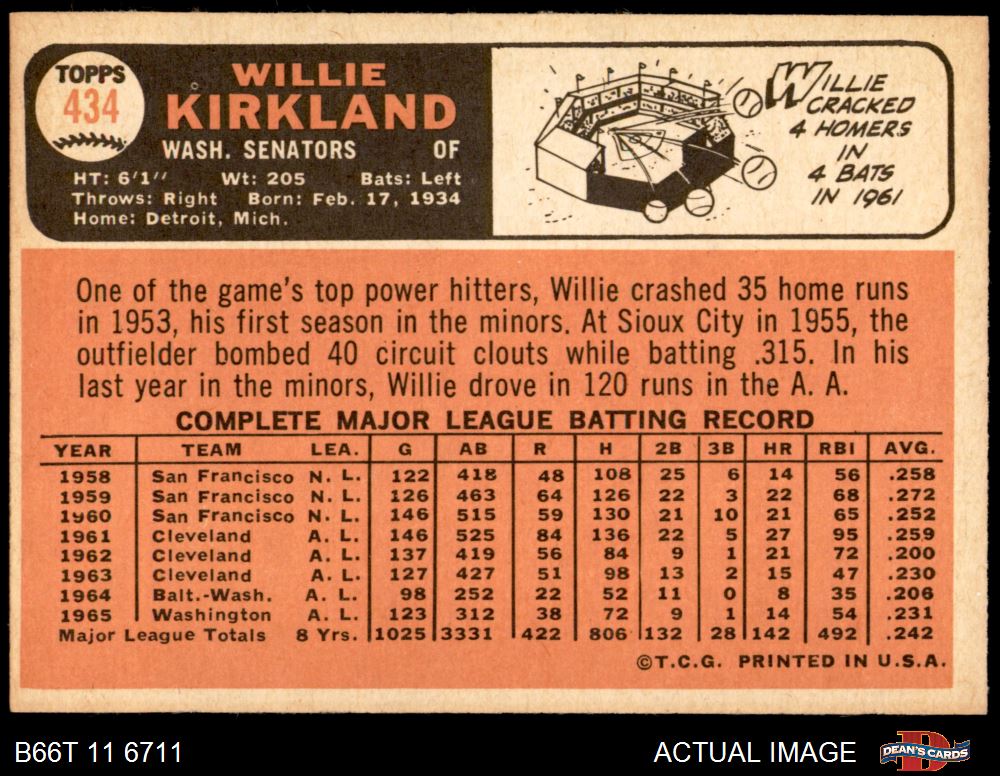 TOPPS
434
WILLIE
KIRKLAND
WASH. SENATORS OF
HT: 6'1" Wt: 205 Bats: Left
Throws: Right Born: Feb. 17, 1934
Home: Detroit, Mich.
WILLIE
CRACKED
4 HOMERS
IN
4 BATS
IN 1961
One of the game's top power hitters, Willie crashed 35 home runs
in 1953, his first season in the minors. At Sioux City in 1955, the
outfielder bombed 40 circuit clouts while batting .315. In his
last year in the minors, Willie drove in 120 runs in the A. A.
COMPLETE MAJOR LEAGUE BATTING RECORD
YEAR TEAM LEA. G AB R H 2B 3B HR RBI AVG.
1958 San Francisco N. L. 122 418 48 108 25 6 14 56 .258
1959 San Francisco N. L. 126 463 64 126 22 3 22 68 .272
1960 San Francisco N. L. 146 515 59 130 21 10 21 65 .252
1961 Cleveland A. L. 146 525 84 136 22 5 27 95 .259
1962 Cleveland A. L. 137 419 56 84 9 1 21 72 .200
1963 Cleveland A. L. 127 427 51 98 13 2 15 47 .230
1964 Balt.-Wash. A. L. 98 252 22 52 11 0 8 35 .206
1965 Washington A. L. 123 312 38 72 9 1 14 54 .231
Major League Totals 8 Yrs. 1025 3331 422 806 132 28 142 492 .242
©T.C.G. PRINTED IN U.S.A.
B66T 11 6711 ACTUAL IMAGE
DEAN'S CARDS